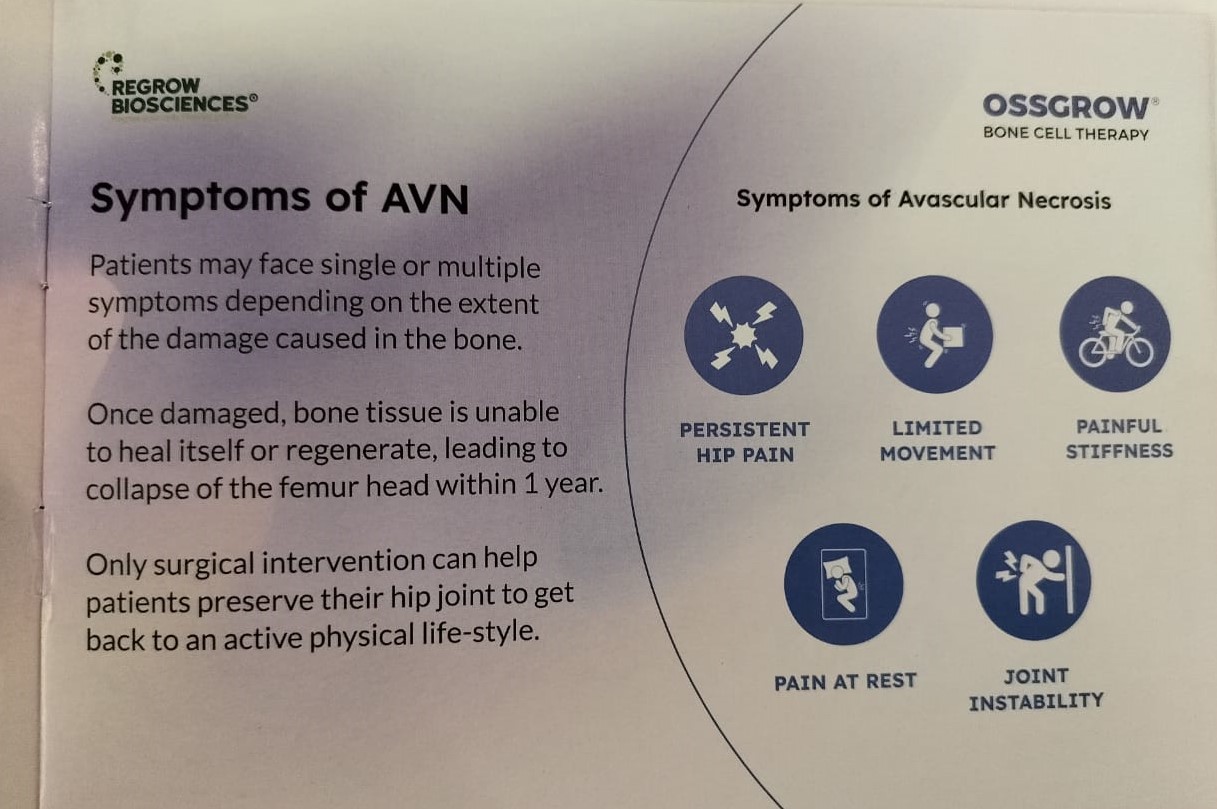 REGROW
BIOSCIENCES®
Symptoms of AVN
Patients may face single or multiple
symptoms depending on the extent
of the damage caused in the bone.
Once damaged, bone tissue is unable
to heal itself or regenerate, leading to
collapse of the femur head within 1 year.
Only surgical intervention can help
patients preserve their hip joint to get
back to an active physical life-style.
OSSGROW®
BONE CELL THERAPY
Symptoms of Avascular Necrosis
PERSISTENT
HIP PAIN
LIMITED
MOVEMENT
PAINFUL
STIFFNESS
PAIN AT REST
JOINT
INSTABILITY